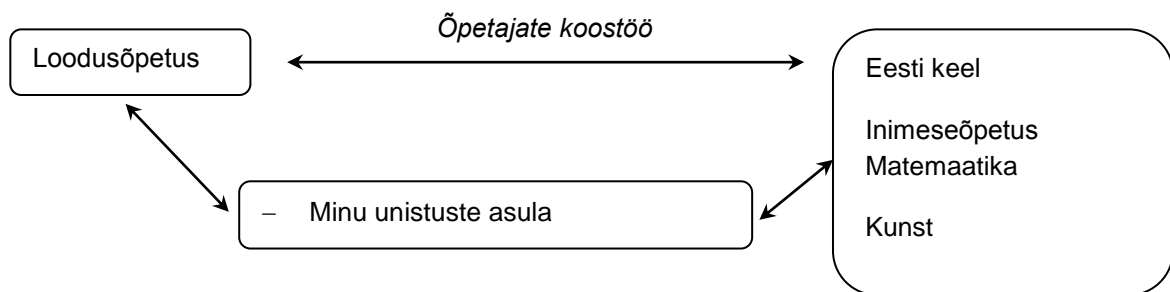 Õpetajate koostöö
Loodusõpetus
Eesti keel
Inimeseõpetus
Matemaatika
Kunst
– Minu unistuste asula